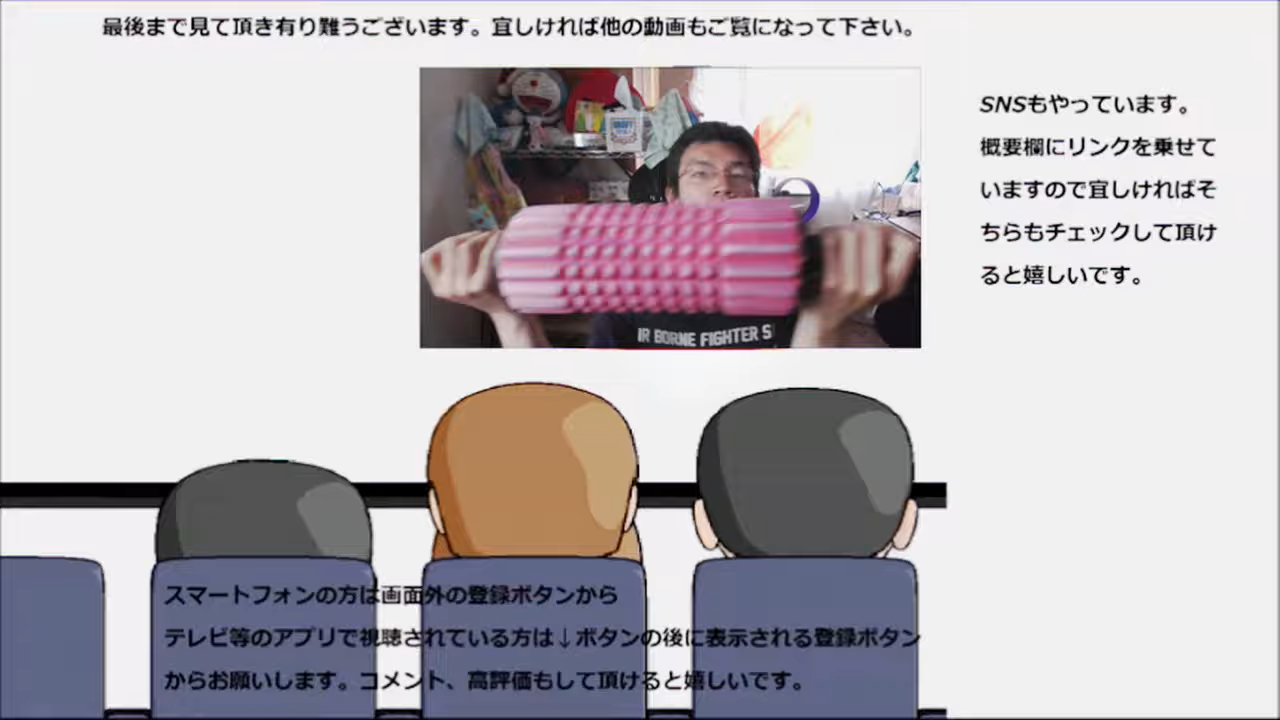 最後まで見て頂き有り難うございます。宜しければ他の動画もご覧になって下さい。
SNSもやっています。
概要欄にリンクを乗せて
いますので宜しければそ
ちらもチェックして頂け
ると嬉しいです。
IR BORNE FIGHTER S
スマートフォンの方は画面外の登録ボタンから
テレビ等のアプリで視聴されている方は↓ボタンの後に表示される登録ボタン
からお願いします。コメント、高評価もして頂けると嬉しいです。